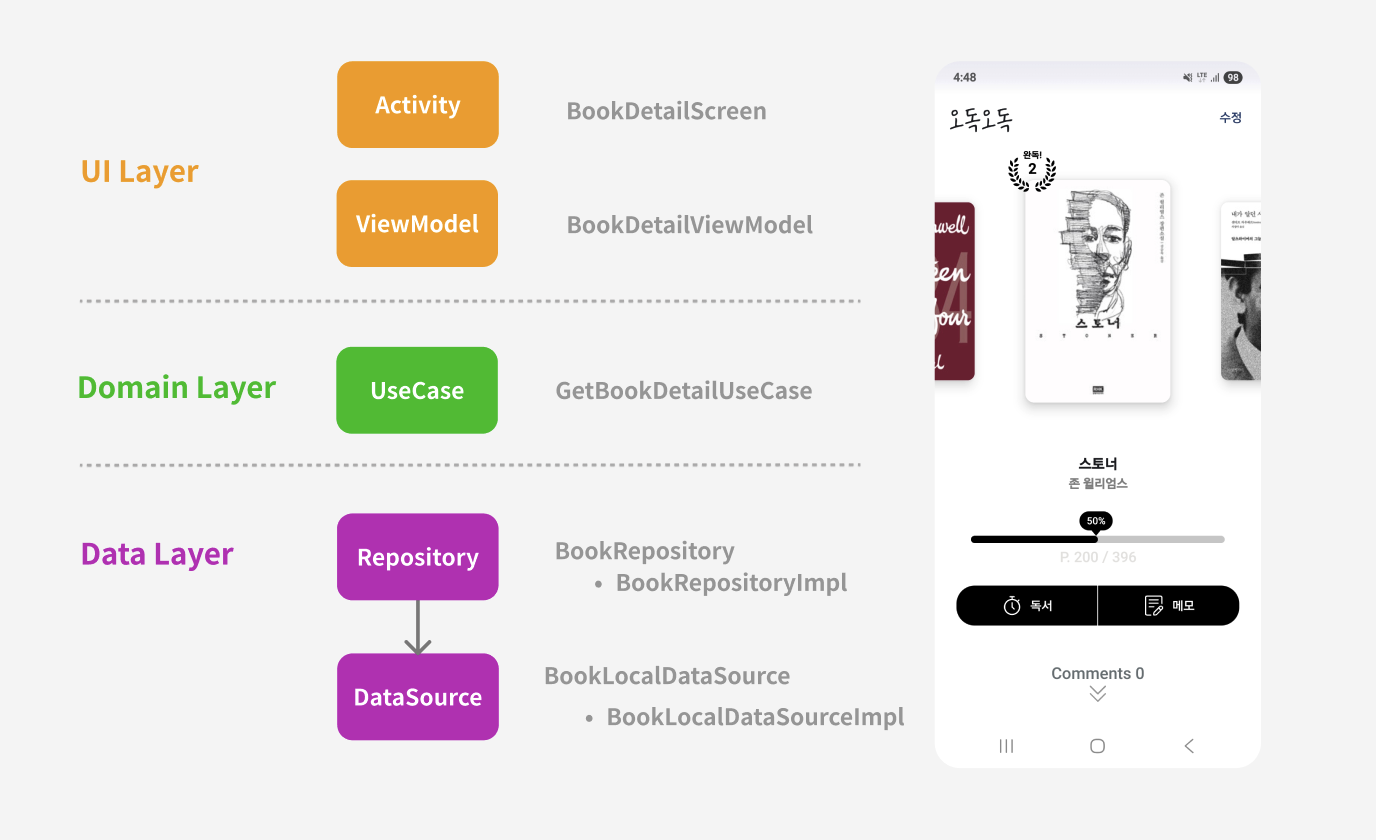 UI Layer
Activity
BookDetailScreen
ViewModel
BookDetailViewModel
Domain Layer
UseCase
GetBookDetailUseCase
Data Layer
Repository
BookRepository
• BookRepositoryImpl
DataSource
BookLocalDataSource
• BookLocalDataSourceImpl
4:48
LTE
98
오독오독
수정
완독!
2
스토너
S T O N E R
스토너
존 윌리엄스
50%
P. 200 / 396
독서
메모
Comments 0